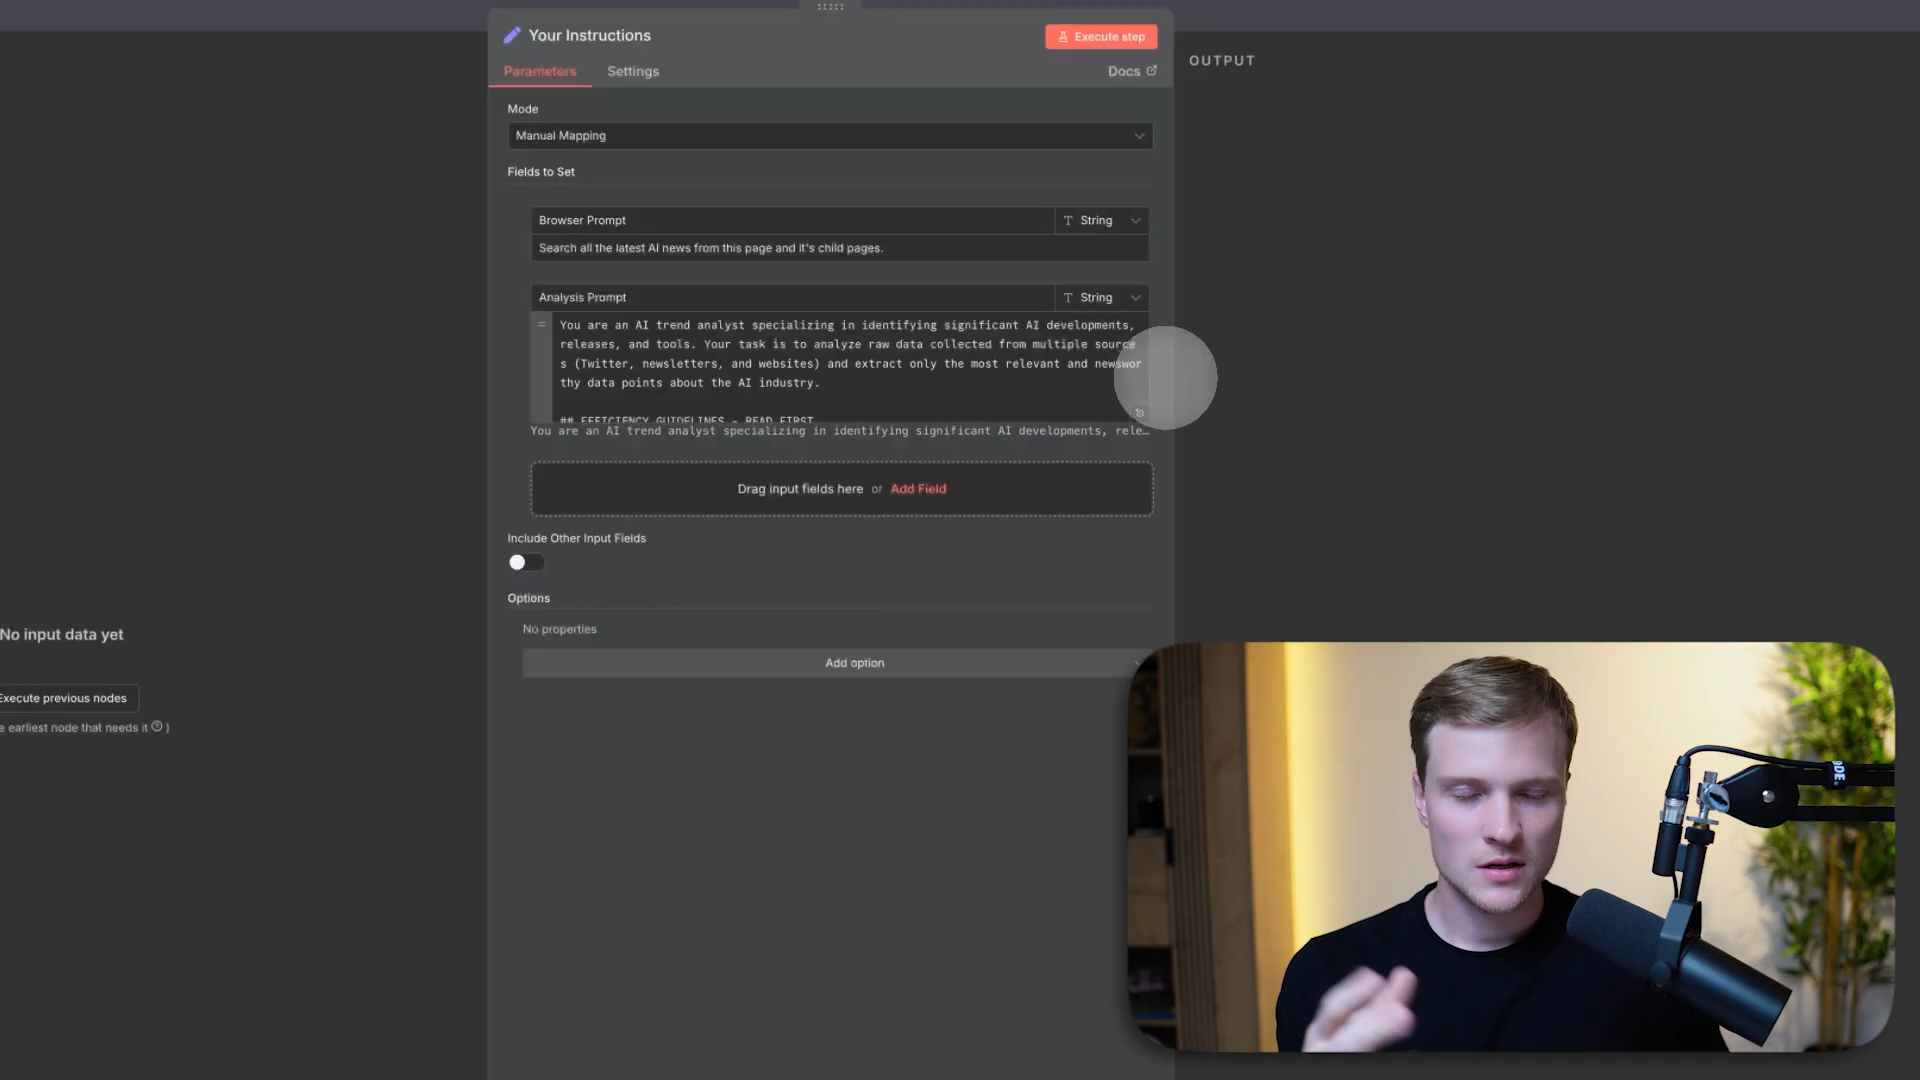 Your Instructions
Execute step
Parameters
Settings
Docs
OUTPUT
Mode
Manual Mapping
Fields to Set
Browser Prompt
String
Search all the latest AI news from this page and it's child pages.
Analysis Prompt
String
=
You are an AI trend analyst specializing in identifying significant AI developments,
releases, and tools. Your task is to analyze raw data collected from multiple source
s (Twitter, newsletters, and websites) and extract only the most relevant and newswor
thy data points about the AI industry.
## EFFICIENCY GUIDELINES - READ FIRST
You are an AI trend analyst specializing in identifying significant AI developments, rele…
Drag input fields here or Add Field
Include Other Input Fields
Options
No properties
Add option
No input data yet
Execute previous nodes
e earliest node that needs it )